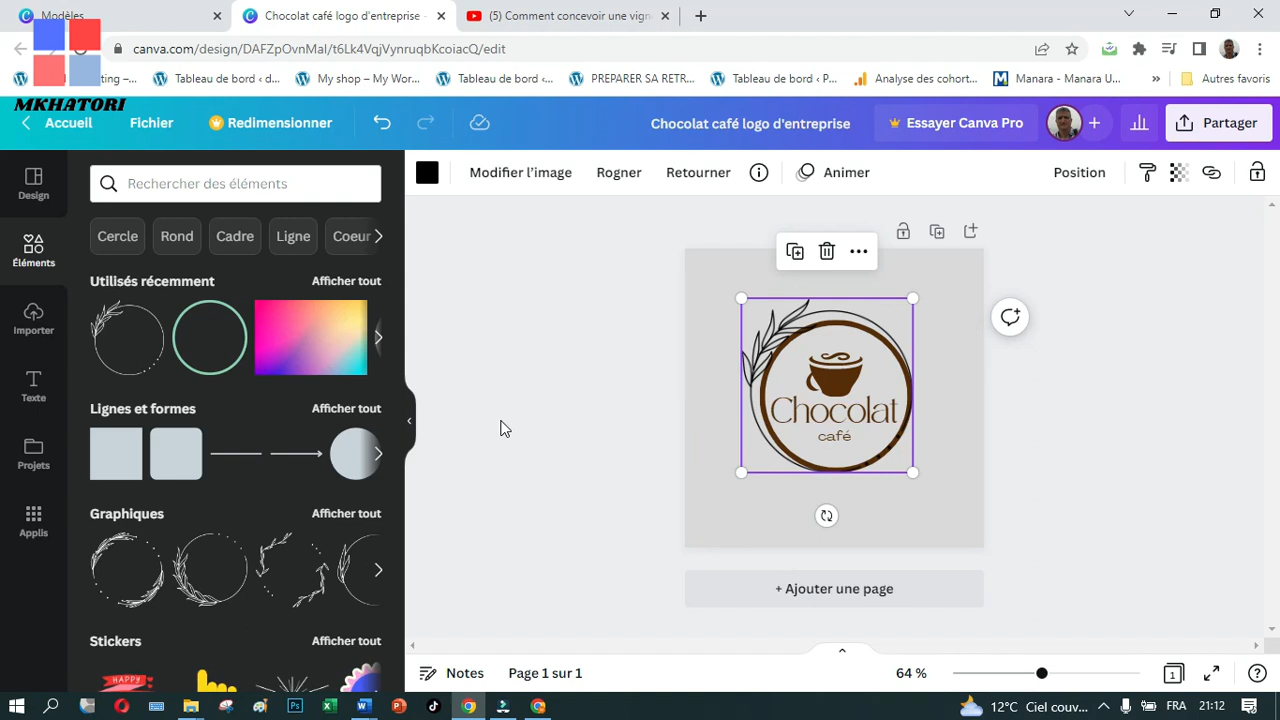 Modèles
Chocolat café logo d'entreprise -
(5) Comment concevoir une vign
canva.com/design/DAFZpOvnMaI/t6Lk4VqjVynruqbKcoiacQ/edit
ting –...
Tableau de bord ‹ d...
My shop – My Wor...
Tableau de bord ‹...
PREPARER SA RETR...
Tableau de bord ‹ P...
Analyse des cohort...
Manara - Manara U...
»
Autres favoris
MKHATORI
Accueil
Fichier
Redimensionner
Chocolat café logo d'entreprise
Essayer Canva Pro
Partager
Design
Éléments
Importer
Texte
Projets
Applis
Rechercher des éléments
Cercle
Rond
Cadre
Ligne
Coeur
Utilisés récemment
Afficher tout
Lignes et formes
Afficher tout
Graphiques
Afficher tout
Stickers
Afficher tout
HAPPY
Modifier l'image
Rogner
Retourner
Animer
Position
Chocolat
café
+ Ajouter une page
Notes
Page 1 sur 1
64 %
1
12°C Ciel couv...
FRA
21:12